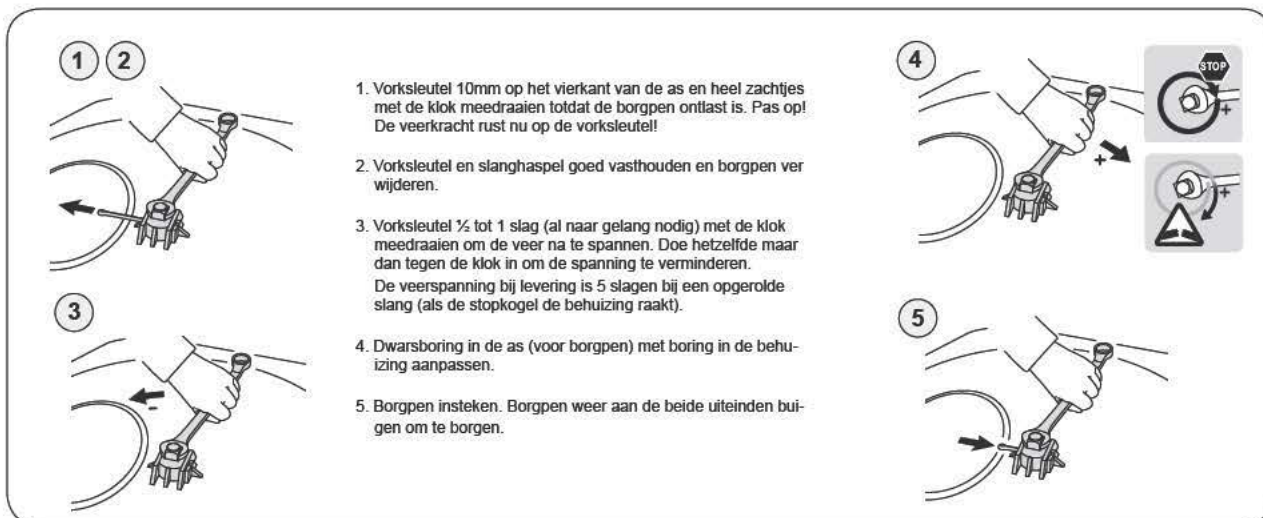 1 2
1. Vorksleutel 10mm op het vierkant van de as en heel zachtjes
met de klok meedraaien totdat de borgpen ontlast is. Pas op!
De veerkracht rust nu op de vorksleutel!
2. Vorksleutel en slanghaspel goed vasthouden en borgpen ver
wijderen.
3. Vorksleutel ½ tot 1 slag (al naar gelang nodig) met de klok
meedraaien om de veer na te spannen. Doe hetzelfde maar
dan tegen de klok in om de spanning te verminderen.
De veerspanning bij levering is 5 slagen bij een opgerolde
slang (als de stopkogel de behuizing raakt).
4. Dwarsboring in de as (voor borgpen) met boring in de behu-
izing aanpassen.
5. Borgpen insteken. Borgpen weer aan de beide uiteinden bui-
gen om te borgen.
3
-
4
+
STOP
+
+
5